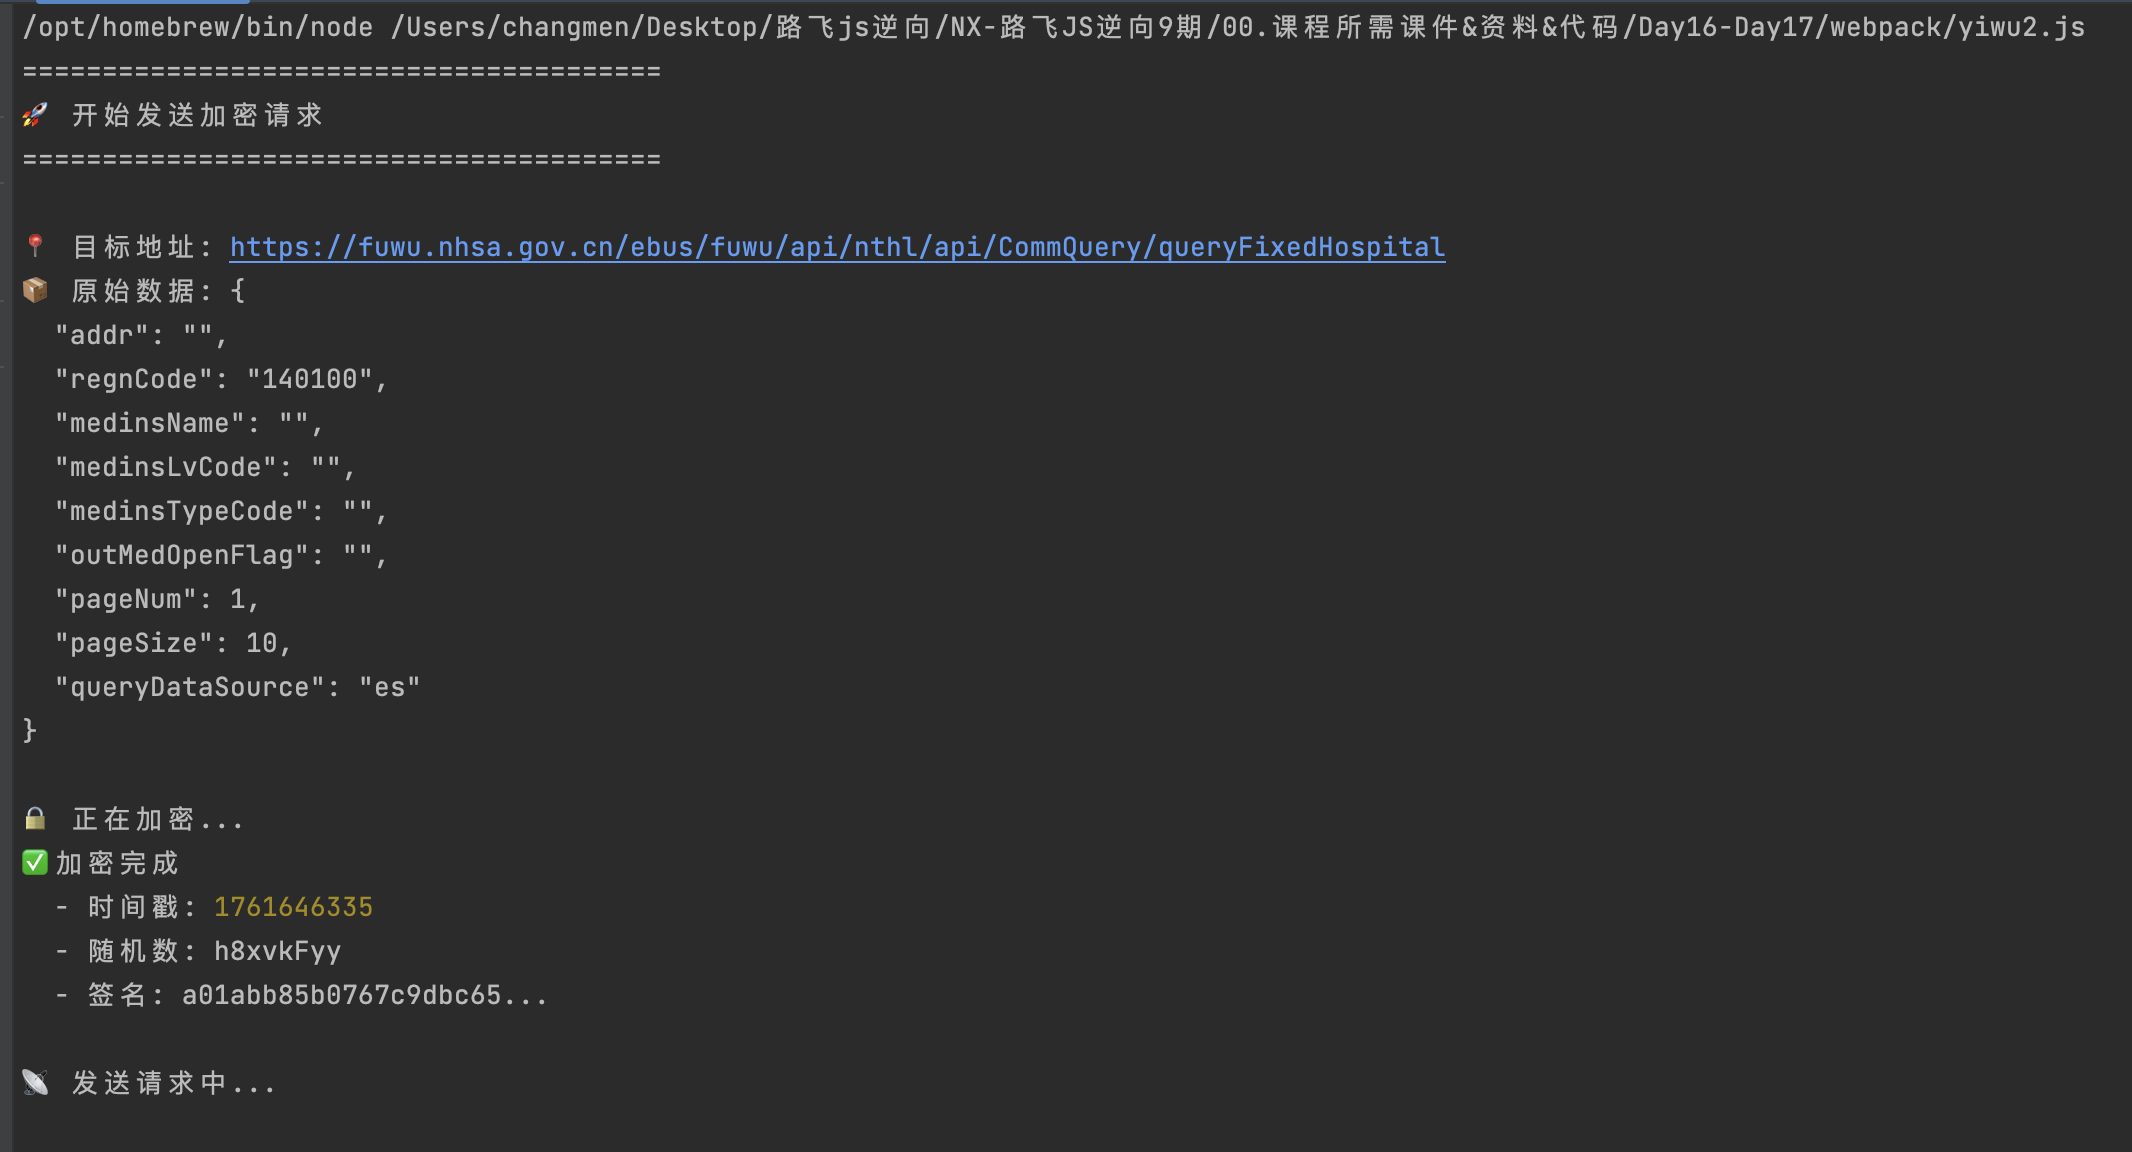 /opt/homebrew/bin/node /Users/changmen/Desktop/路飞js逆向/NX-路飞JS逆向9期/00.课程所需课件&资料&代码/Day16-Day17/webpack/yiwu2.js
========================================
🚀 开始发送加密请求
========================================
📍 目标地址: https://fuwu.nhsa.gov.cn/ebus/fuwu/api/nthl/api/CommQuery/queryFixedHospital
📦 原始数据: {
  "addr": "",
  "regnCode": "140100",
  "medinsName": "",
  "medinsLvCode": "",
  "medinsTypeCode": "",
  "outMedOpenFlag": "",
  "pageNum": 1,
  "pageSize": 10,
  "queryDataSource": "es"
}
🔒 正在加密...
✅加密完成
  - 时间戳: 1761646335
  - 随机数: h8xvkFyy
  - 签名: a01abb85b0767c9dbc65...
📡 发送请求中...